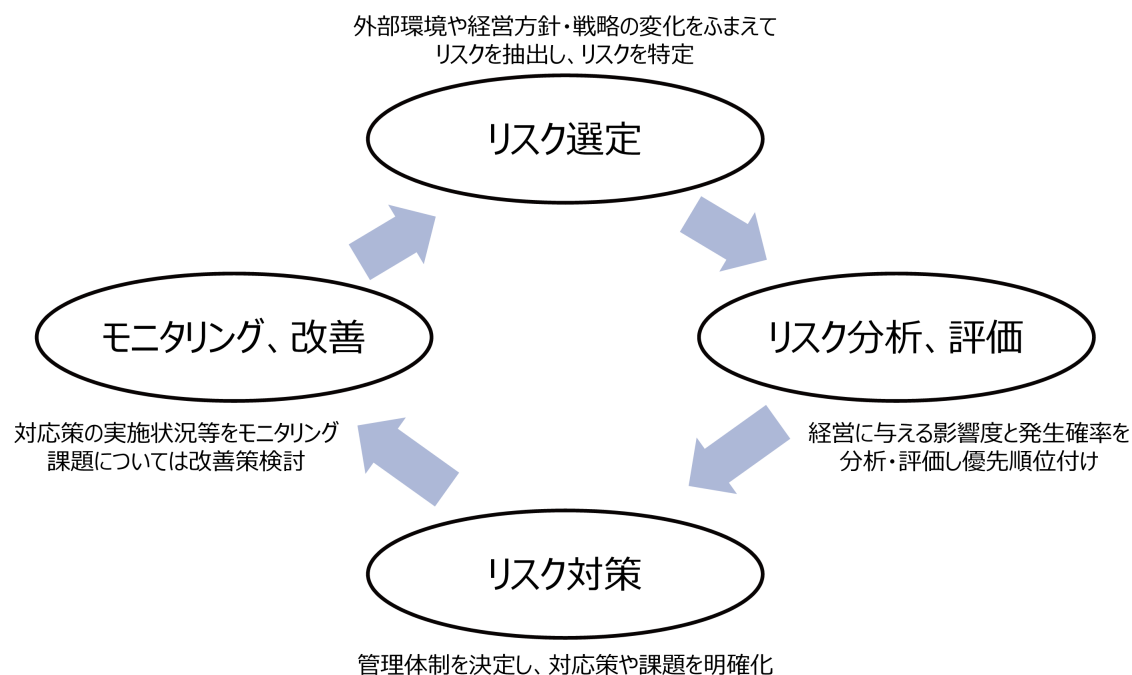 外部環境や経営方針・戦略の変化をふまえて
リスクを抽出し、リスクを特定
リスク選定
モニタリング、改善
リスク分析、評価
対応策の実施状況等をモニタリング
課題については改善策検討
経営に与える影響度と発生確率を
分析・評価し優先順位付け
リスク対策
管理体制を決定し、対応策や課題を明確化